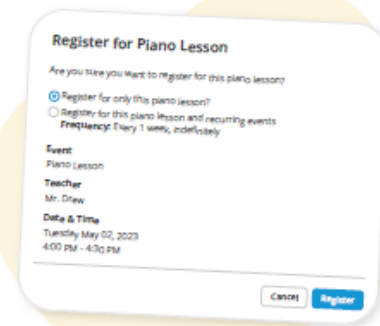 Register for Piano Lesson
Are you sure you want to register for this piano lesson?
Register for only this piano lesson?
Register for this piano lesson and recurring events
Frequency: Every 1 week, indefinitely
Event
Piano Lesson
Teacher
Mr. Drew
Date & Time
Tuesday May 02, 2023
4:00 PM - 4:30 PM
Cancel Register